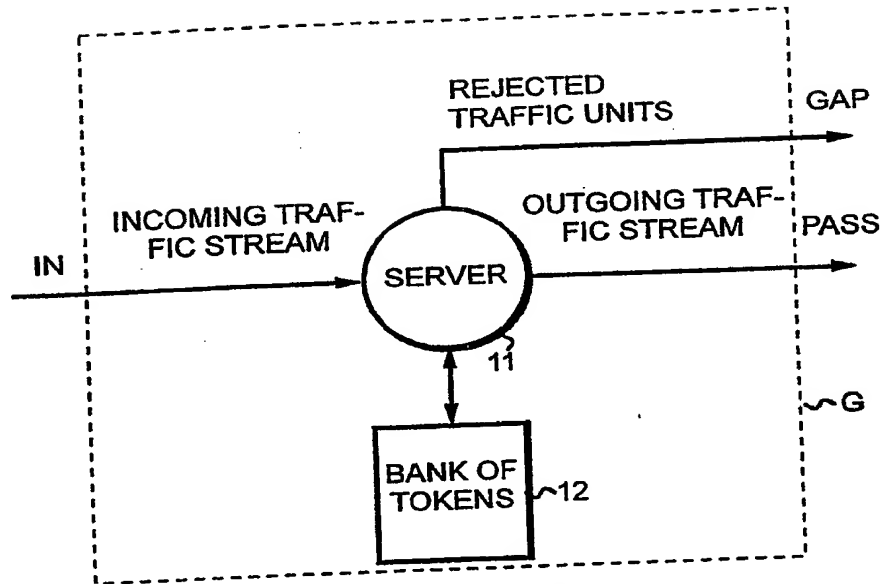 REJECTED
TRAFFIC UNITS
GAP
INCOMING TRAF-
FIC STREAM
OUTGOING TRAF-
FIC STREAM
IN
PASS
SERVER
11
G
BANK OF
TOKENS
12